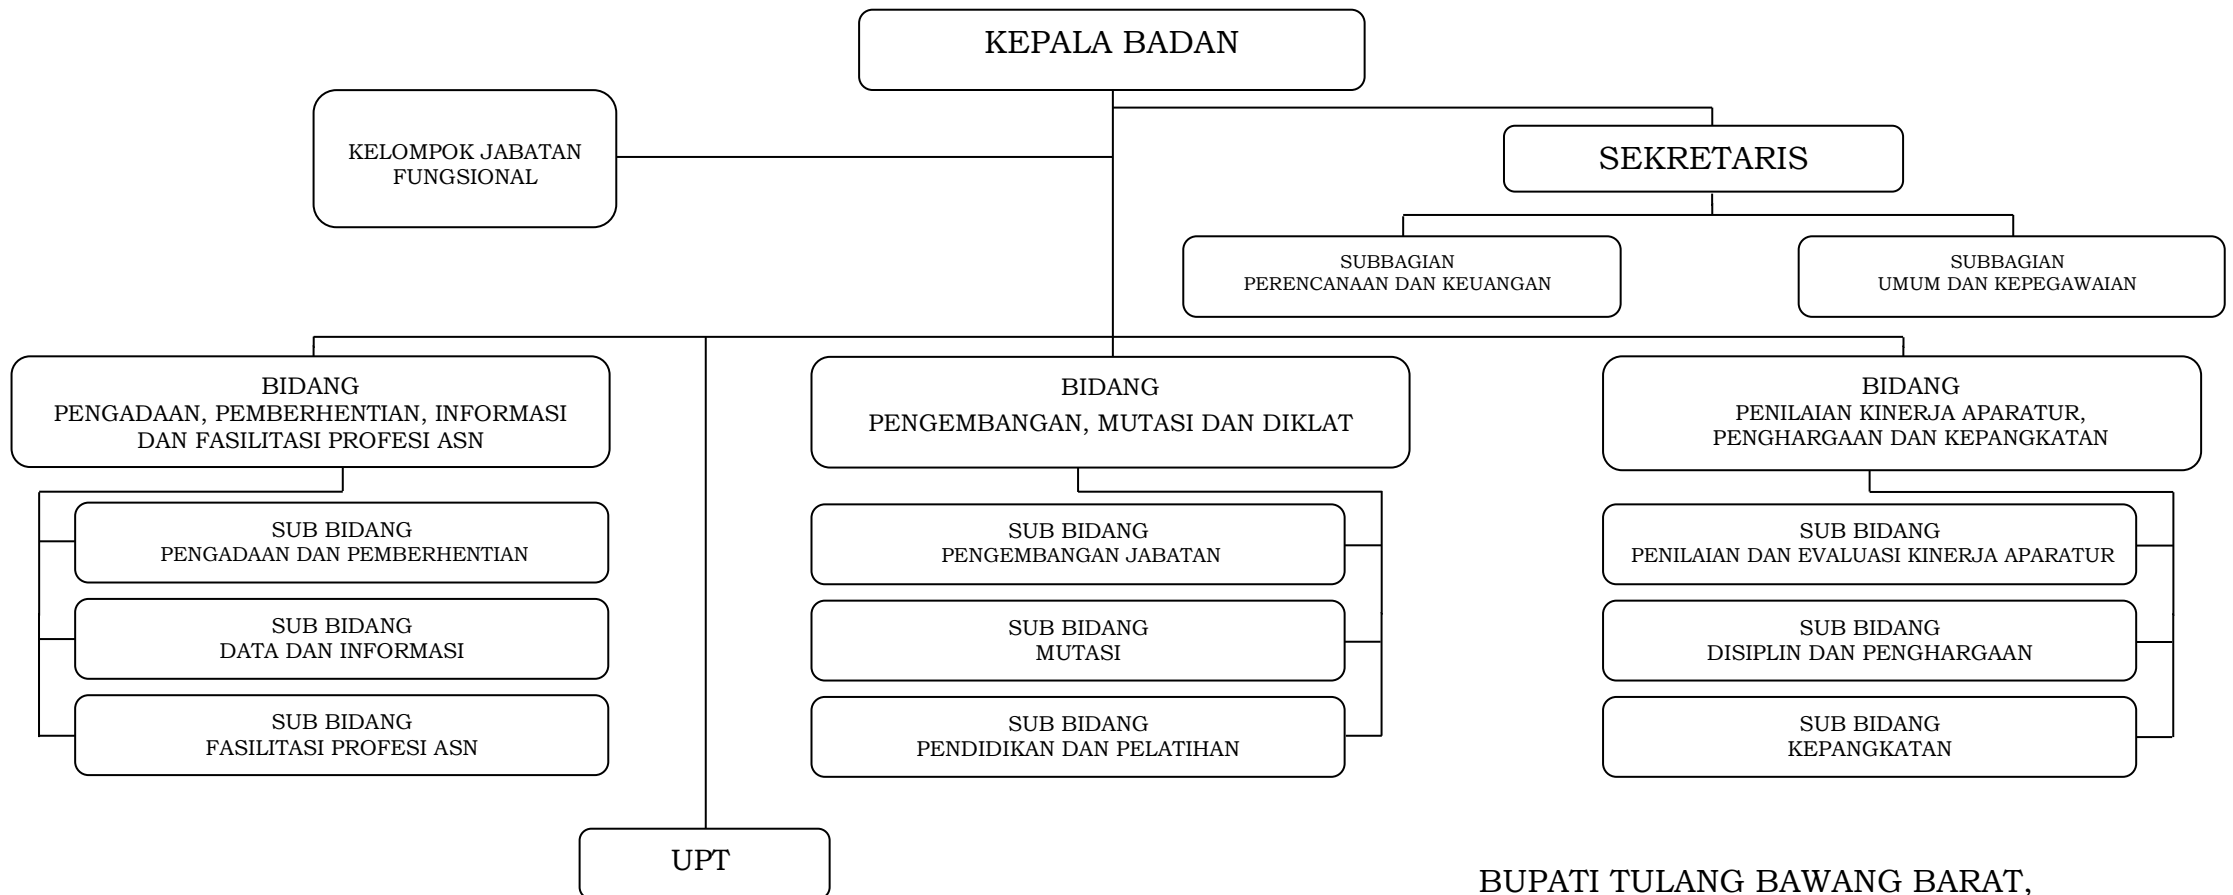 KEPALA BADAN
KELOMPOK JABATAN
FUNGSIONAL
SEKRETARIS
SUBBAGIAN
PERENCANAAN DAN KEUANGAN
SUBBAGIAN
UMUM DAN KEPEGAWAIAN
BIDANG
PENGADAAN, PEMBERHENTIAN, INFORMASI
DAN FASILITASI PROFESI ASN
BIDANG
PENGEMBANGAN, MUTASI DAN DIKLAT
BIDANG
PENILAIAN KINERJA APARATUR,
PENGHARGAAN DAN KEPANGKATAN
SUB BIDANG
PENGADAAN DAN PEMBERHENTIAN
SUB BIDANG
DATA DAN INFORMASI
SUB BIDANG
FASILITASI PROFESI ASN
SUB BIDANG
PENGEMBANGAN JABATAN
SUB BIDANG
MUTASI
SUB BIDANG
PENDIDIKAN DAN PELATIHAN
SUB BIDANG
PENILAIAN DAN EVALUASI KINERJA APARATUR
SUB BIDANG
DISIPLIN DAN PENGHARGAAN
SUB BIDANG
KEPANGKATAN
UPT
BUPATI TULANG BAWANG BARAT,